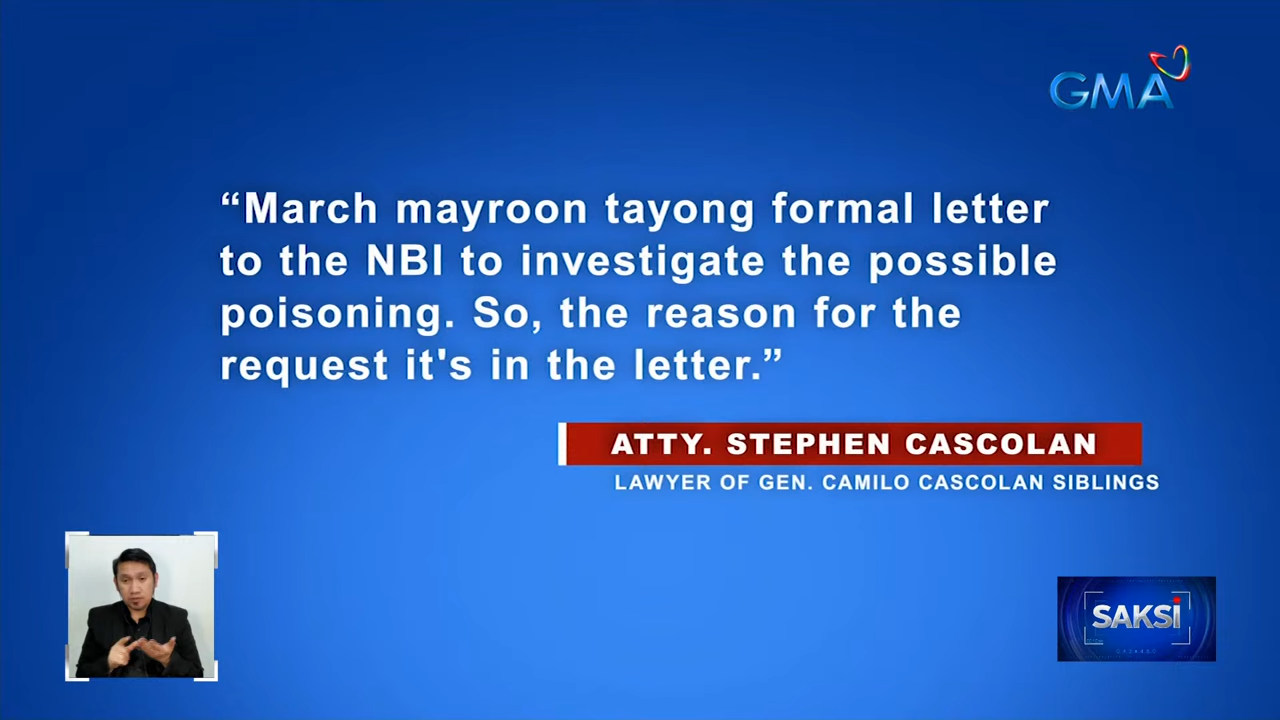 GMA
“March mayroon tayong formal letter
to the NBI to investigate the possible
poisoning. So, the reason for the
request it's in the letter.”
ATTY. STEPHEN CASCOLAN
LAWYER OF GEN. CAMILO CASCOLAN SIBLINGS
SAKSI